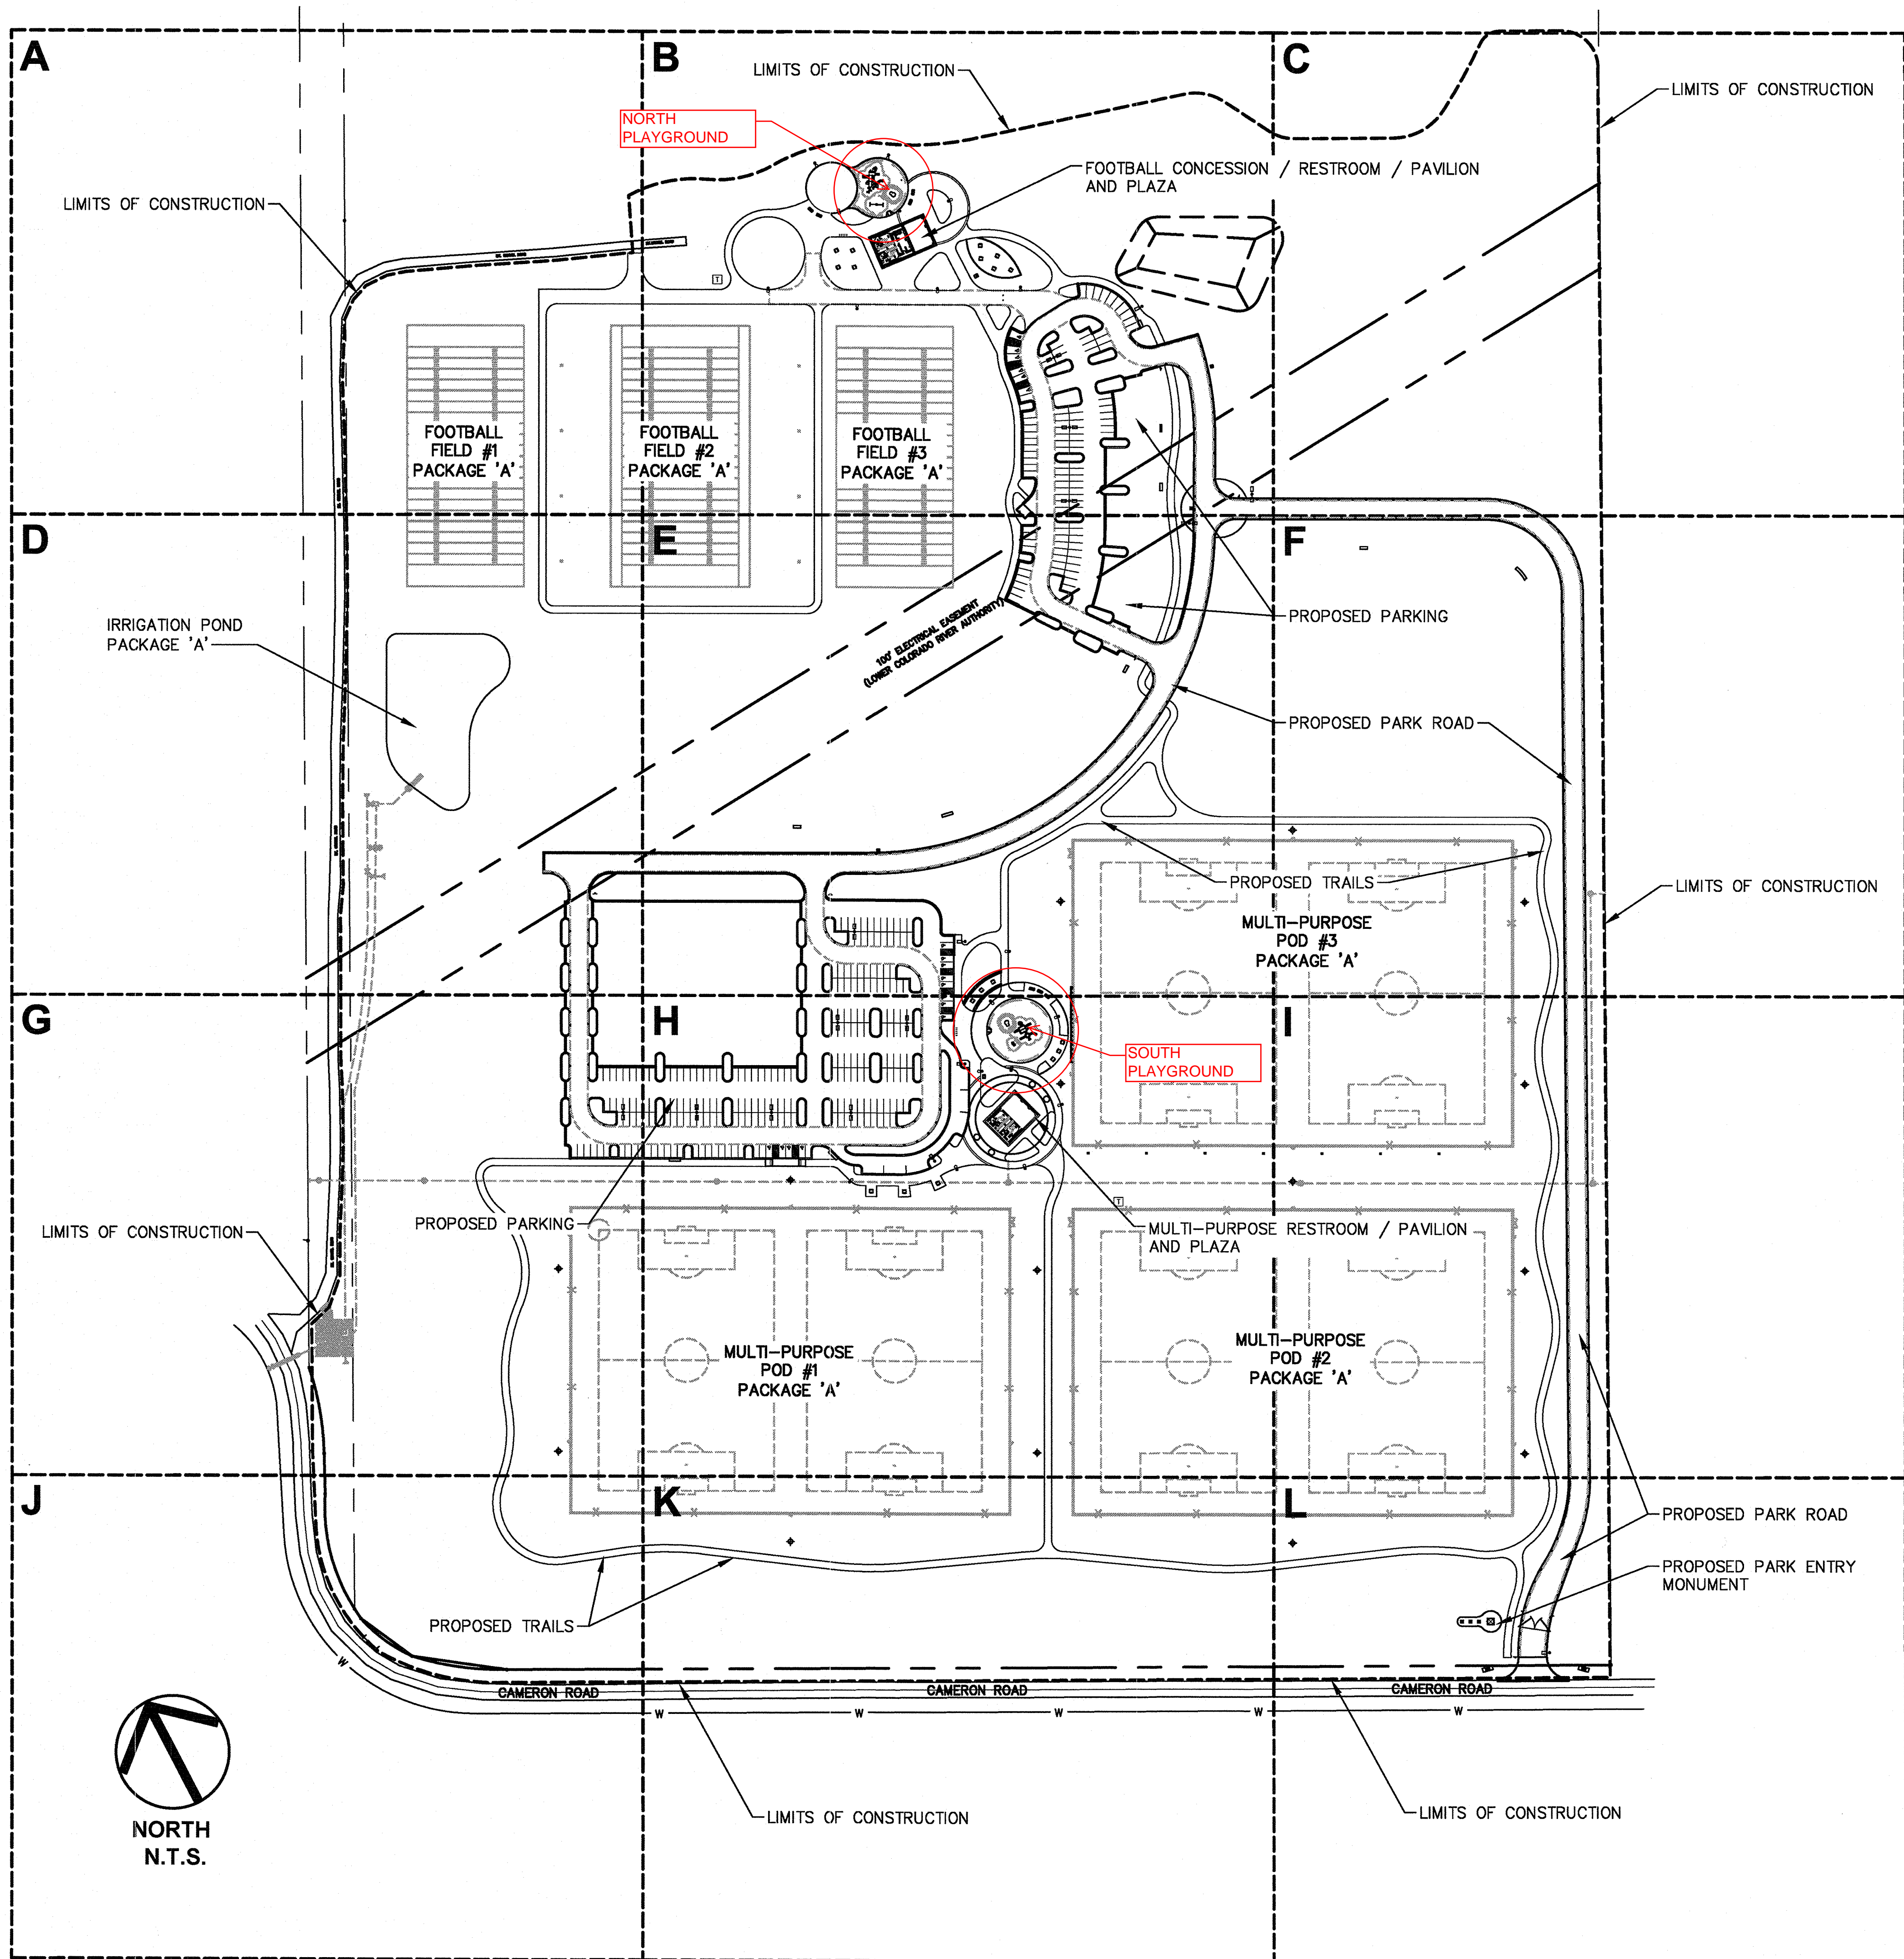 A
B
C
LIMITS OF CONSTRUCTION
LIMITS OF CONSTRUCTION
NORTH
PLAYGROUND
FOOTBALL CONCESSION / RESTROOM / PAVILION
AND PLAZA
LIMITS OF CONSTRUCTION
T
FOOTBALL
FIELD #1
PACKAGE 'A'
FOOTBALL
FIELD #2
PACKAGE 'A'
FOOTBALL
FIELD #3
PACKAGE 'A'
D
E
F
IRRIGATION POND
PACKAGE 'A'
100' ELECTRICAL EASEMENT
(LOWER COLORADO RIVER AUTHORITY)
PROPOSED PARKING
PROPOSED PARK ROAD
PROPOSED TRAILS
LIMITS OF CONSTRUCTION
MULTI-PURPOSE
POD #3
PACKAGE 'A'
G
H
I
SOUTH
PLAYGROUND
T
LIMITS OF CONSTRUCTION
PROPOSED PARKING
MULTI-PURPOSE RESTROOM / PAVILION
AND PLAZA
MULTI-PURPOSE
POD #1
PACKAGE 'A'
MULTI-PURPOSE
POD #2
PACKAGE 'A'
J
K
L
PROPOSED PARK ROAD
PROPOSED PARK ENTRY
MONUMENT
PROPOSED TRAILS
W
CAMERON ROAD
CAMERON ROAD
CAMERON ROAD
W
W
W
W
W
LIMITS OF CONSTRUCTION
LIMITS OF CONSTRUCTION
NORTH
N.T.S.